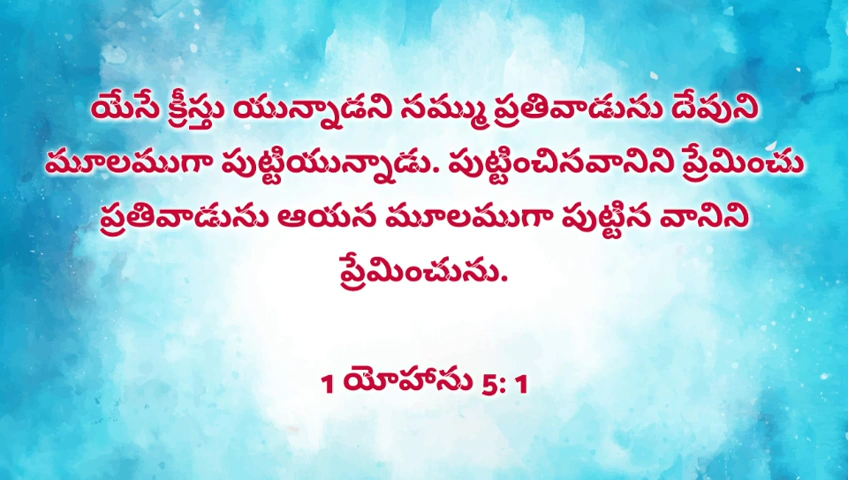 యేసే క్రీస్తు యున్నాడని నమ్ము ప్రతివాడును దేవుని
మూలముగా పుట్టియున్నాడు. పుట్టించినవానిని ప్రేమించు
ప్రతివాడును ఆయన మూలముగా పుట్టిన వానిని
ప్రేమించును.
1 యోహాను 5: 1